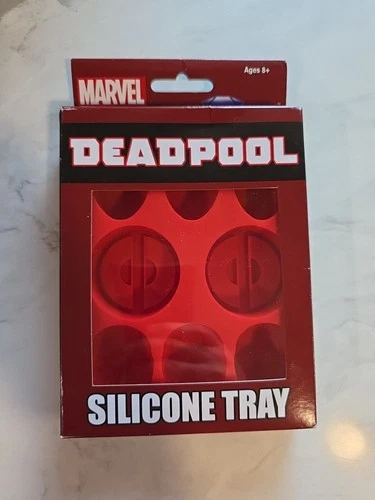 Ages 8+
MARVEL
DEADPOOL
SILICONE TRAY